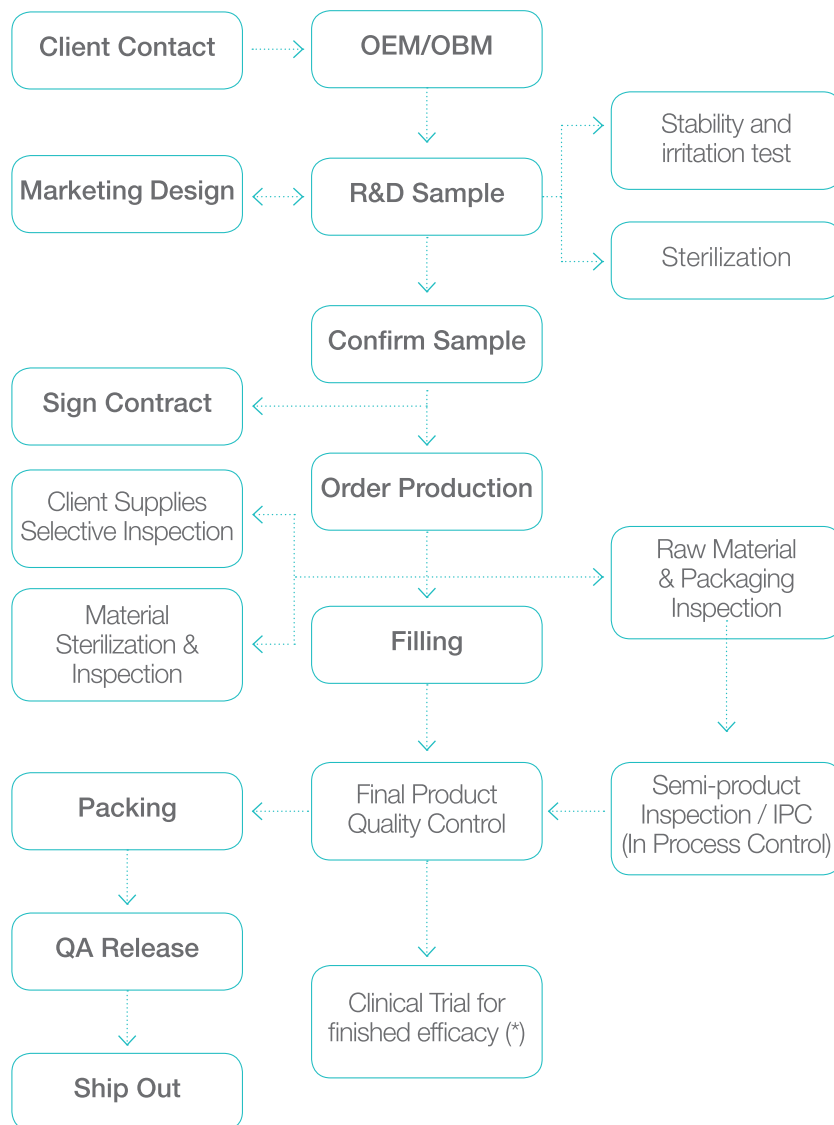 Client Contact
OEM/OBM
Stability and
irritation test
Marketing Design
R&D Sample
Sterilization
Confirm Sample
Sign Contract
Order Production
Client Supplies
Selective Inspection
Raw Material
& Packaging
Inspection
Material
Sterilization &
Inspection
Filling
Packing
Final Product
Quality Control
Semi-product
Inspection / IPC
(In Process Control)
QA Release
Clinical Trial for
finished efficacy (*)
Ship Out